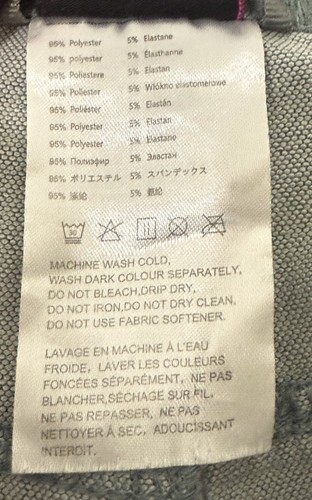 95% Polyester 5% Elastane
95% polyester 5% Elasthanne
95% Poliestere 5% Elastan
95% Poliester 5% Włókno elastomerowe
95% Poliéster 5% Elastán
95% Polyester 5% Elastan
95% Polyester 5% Elastano
95% Полиэфир 5% Эластан
95% ポリエステル 5% スパンデックス
95% 涤纶 5%
30
MACHINE WASH COLD,
WASH DARK COLOUR SEPARATELY,
DO NOT BLEACH,DRIP DRY,
DO NOT IRON,DO NOT DRY CLEAN,
DO NOT USE FABRIC SOFTENER.
LAVAGE EN MACHINE À L'EAU
FROIDE, LAVER LES COULEURS
FONCÉES SÉPARÉMENT, NE PAS
BLANCHER,SÉCHAGE SUR FIL,
NE PAS REPASSER, NE PAS
NETTOYER À SEC, ADOUCISSANT
INTERDIT.